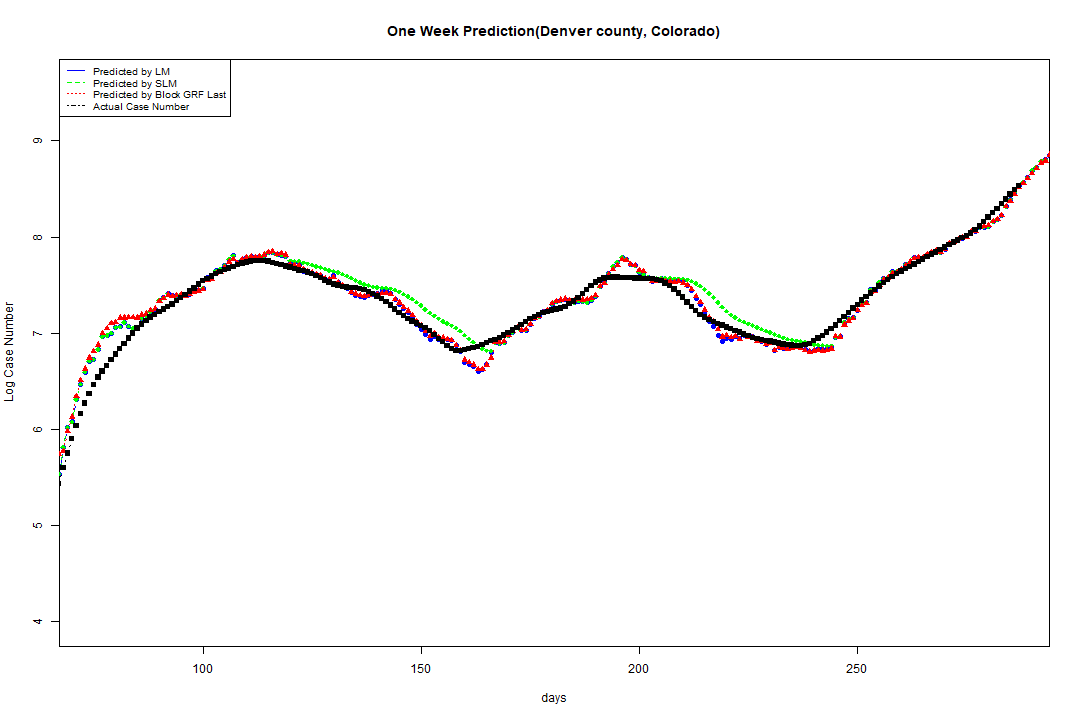 One Week Prediction(Denver county, Colorado)
Predicted by LM
Predicted by SLM
Predicted by Block GRF Last
Actual Case Number
9
8
7
6
5
4
Log Case Number
100 150 200 250
days